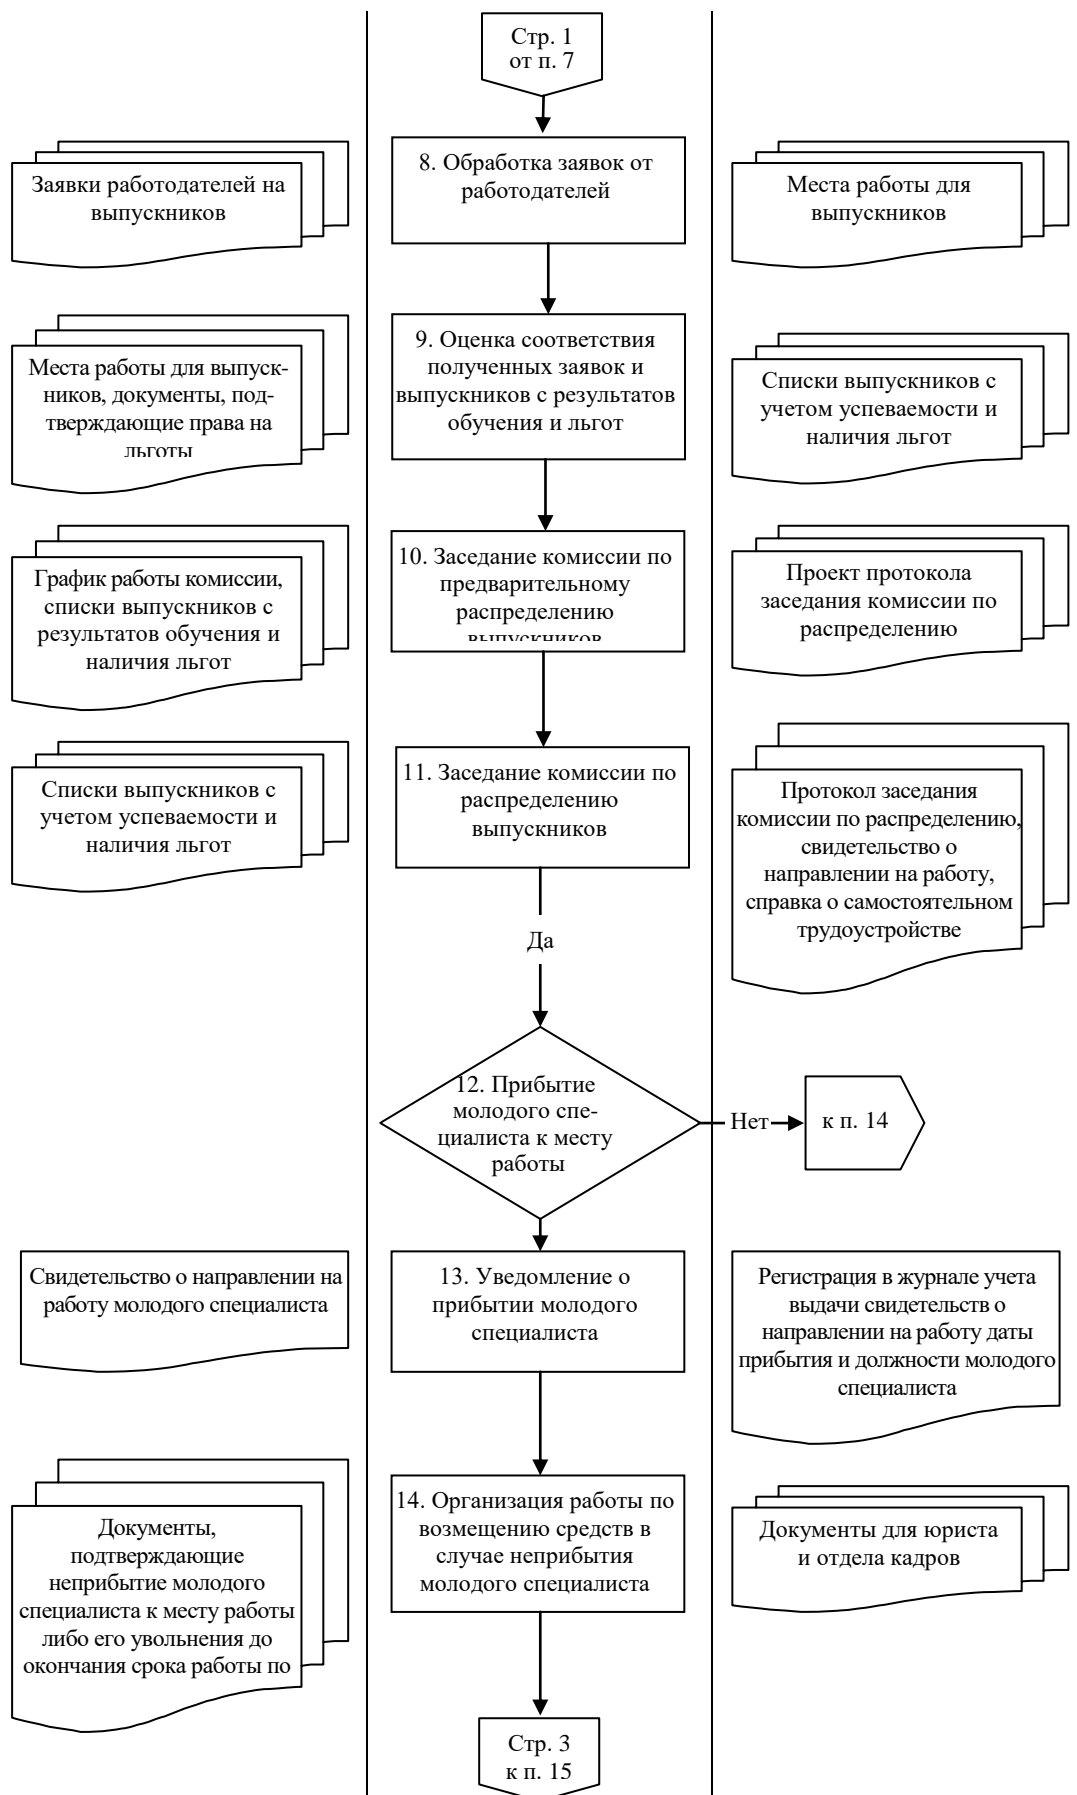 Стр. 1
от п. 7
Заявки работодателей на
выпускников
8. Обработка заявок от
работодателей
Места работы для
выпускников
Места работы для выпуск-
ников, документы, под-
тверждающие права на
льготы
9. Оценка соответствия
полученных заявок и
выпускников с результатов
обучения и льгот
Списки выпускников с
учетом успеваемости и
наличия льгот
График работы комиссии,
списки выпускников с
результатов обучения и
наличия льгот
10. Заседание комиссии по
предварительному
распределению
выпускников
Проект протокола
заседания комиссии по
распределению
Списки выпускников с
учетом успеваемости и
наличия льгот
11. Заседание комиссии по
распределению
выпускников
Протокол заседания
комиссии по распределению,
свидетельство о
направлении на работу,
справка о самостоятельном
трудоустройстве
Да
12. Прибытие
молодого спе-
циалиста к месту
работы
Нет
к п. 14
Свидетельство о направлении на
работу молодого специалиста
13. Уведомление о
прибытии молодого
специалиста
Регистрация в журнале учета
выдачи свидетельств о
направлении на работу даты
прибытия и должности молодого
специалиста
Документы,
подтверждающие
неприбытие молодого
специалиста к месту работы
либо его увольнения до
окончания срока работы по
14. Организация работы по
возмещению средств в
случае неприбытия
молодого специалиста
Документы для юриста
и отдела кадров
Стр. 3
к п. 15